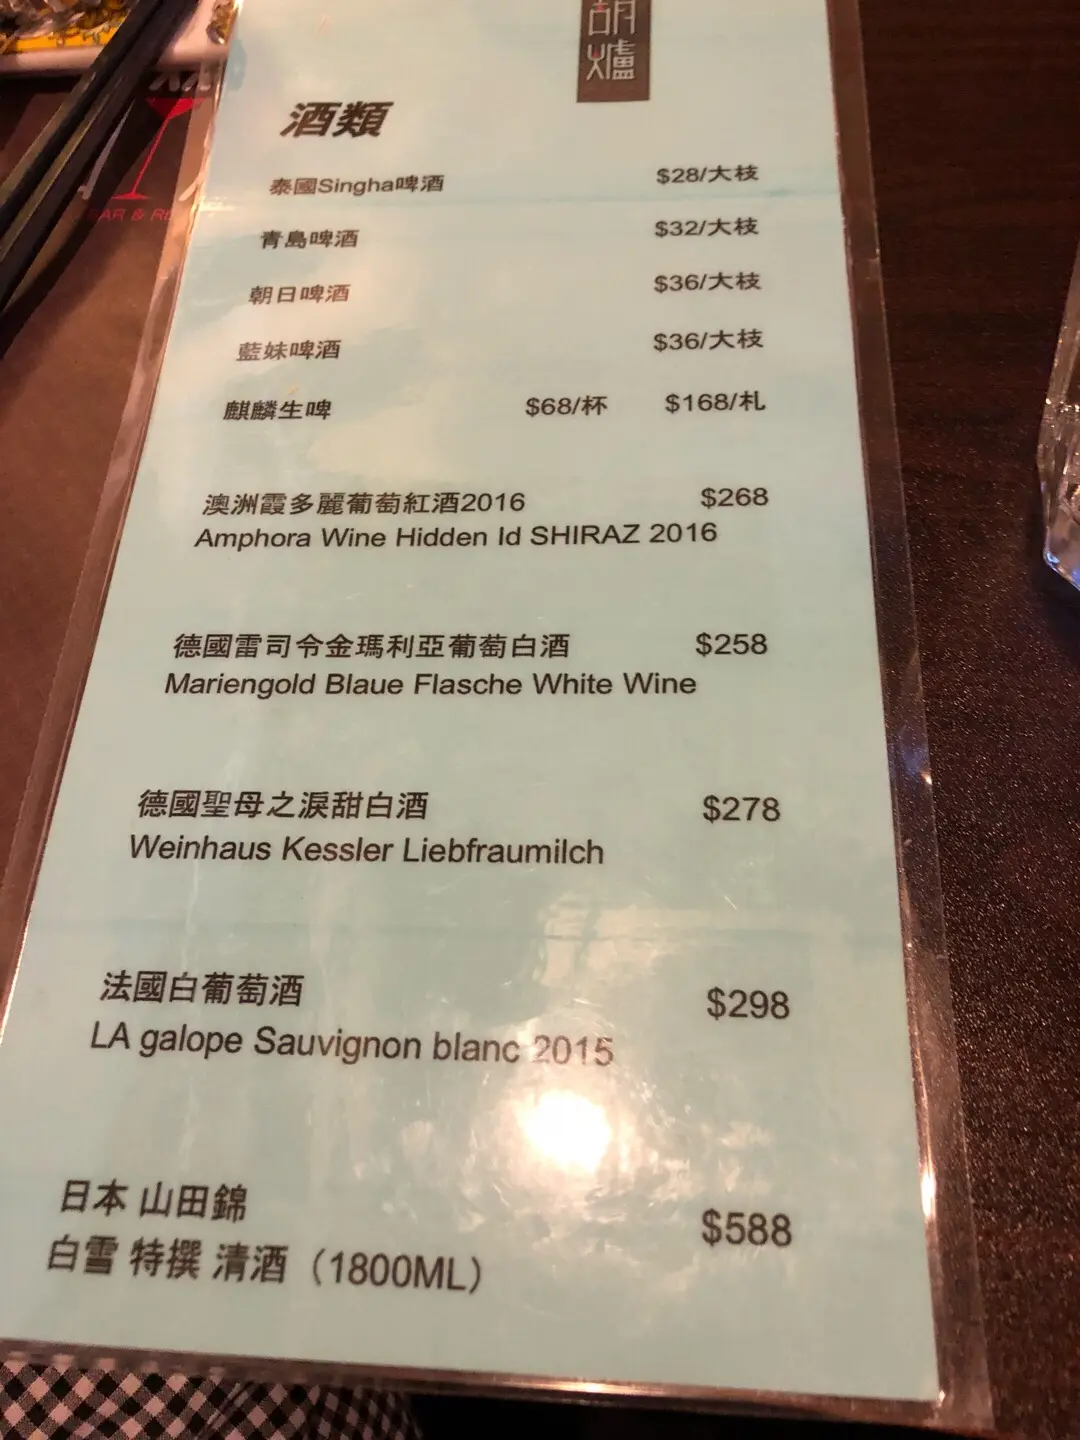 胡
爐
酒類
泰國Singha啤酒 $28/大枝
青島啤酒 $32/大枝
朝日啤酒 $36/大枝
藍妹啤酒 $36/大枝
麒麟生啤 $68/杯 $168/札
澳洲霞多麗葡萄紅酒2016 $268
Amphora Wine Hidden Id SHIRAZ 2016
德國雷司令金瑪利亞葡萄白酒 $258
Mariengold Blaue Flasche White Wine
德國聖母之淚甜白酒 $278
Weinhaus Kessler Liebfraumilch
法國白葡萄酒 $298
LA galope Sauvignon blanc 2015
日本 山田錦
白雪 特撰 清酒（1800ML） $588
BAR &